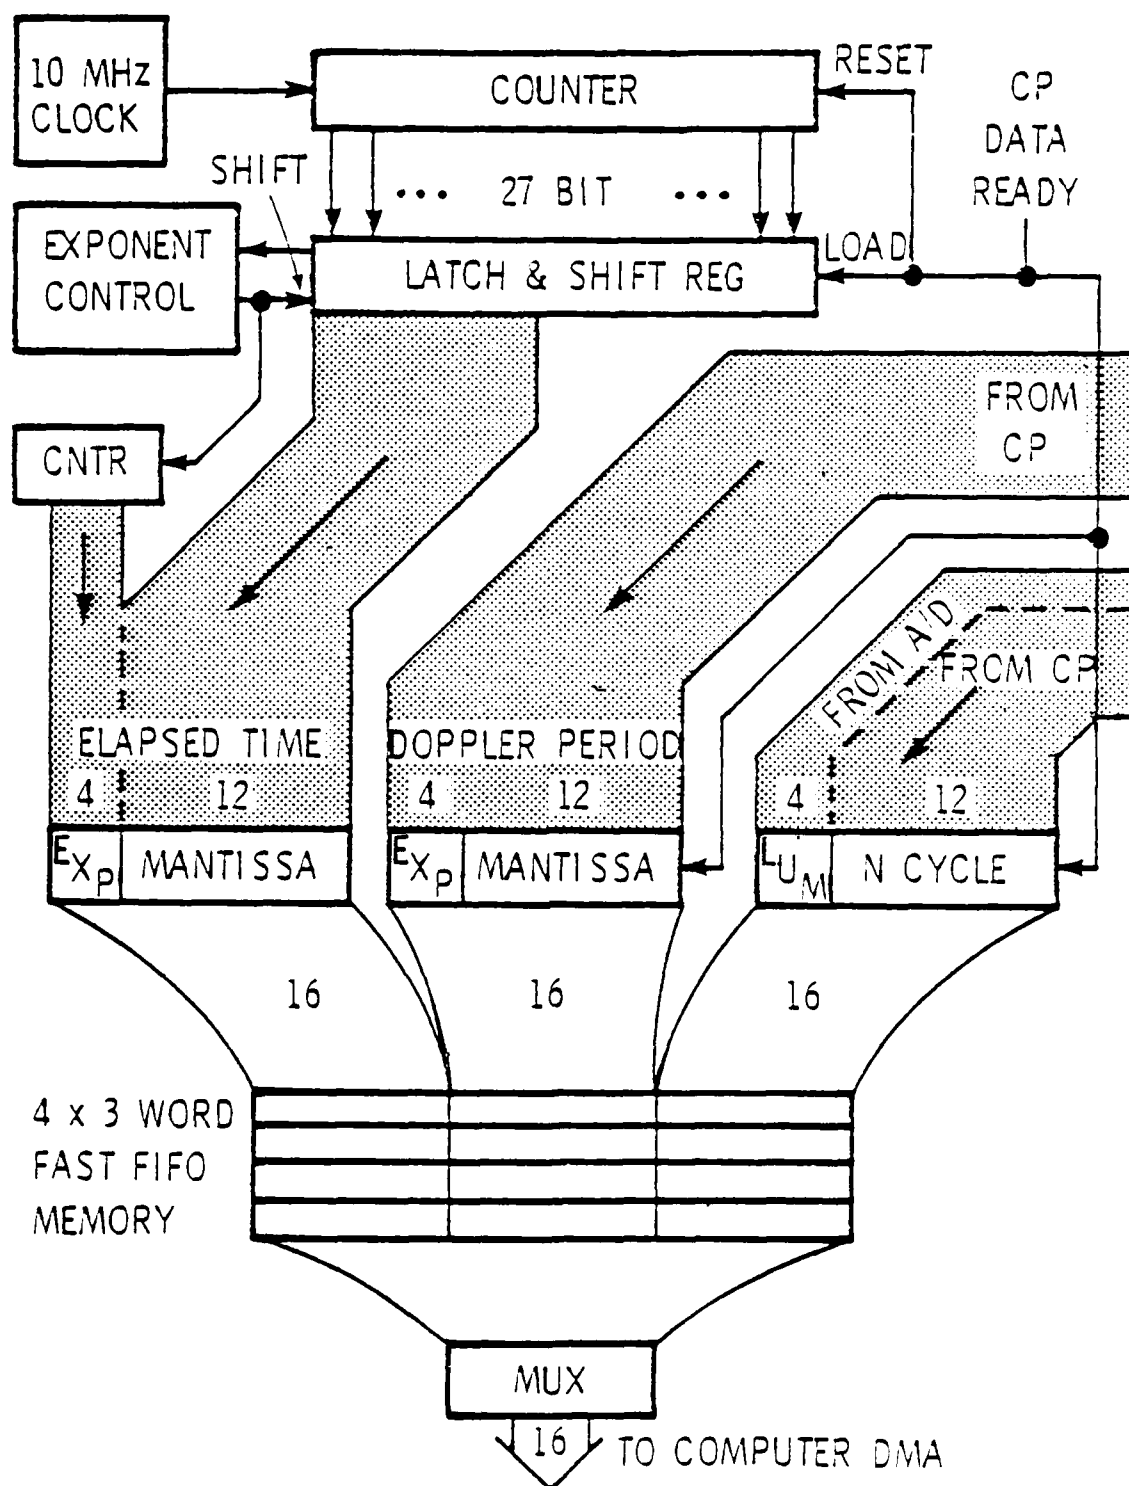 10 MHz
CLOCK
COUNTER
RESET
CP
DATA
READY
SHIFT
... 27 BIT ...
EXPONENT
CONTROL
LATCH & SHIFT REG
LOAD
FROM
CP
CNTR
FROM A/D
FROM CP
ELAPSED TIME
4 12
DOPPLER PERIOD
4 12
4 12
EXP MANTISSA
EXP MANTISSA
LUM N CYCLE
16 16 16
4 x 3 WORD
FAST FIFO
MEMORY
MUX
16 TO COMPUTER DMA